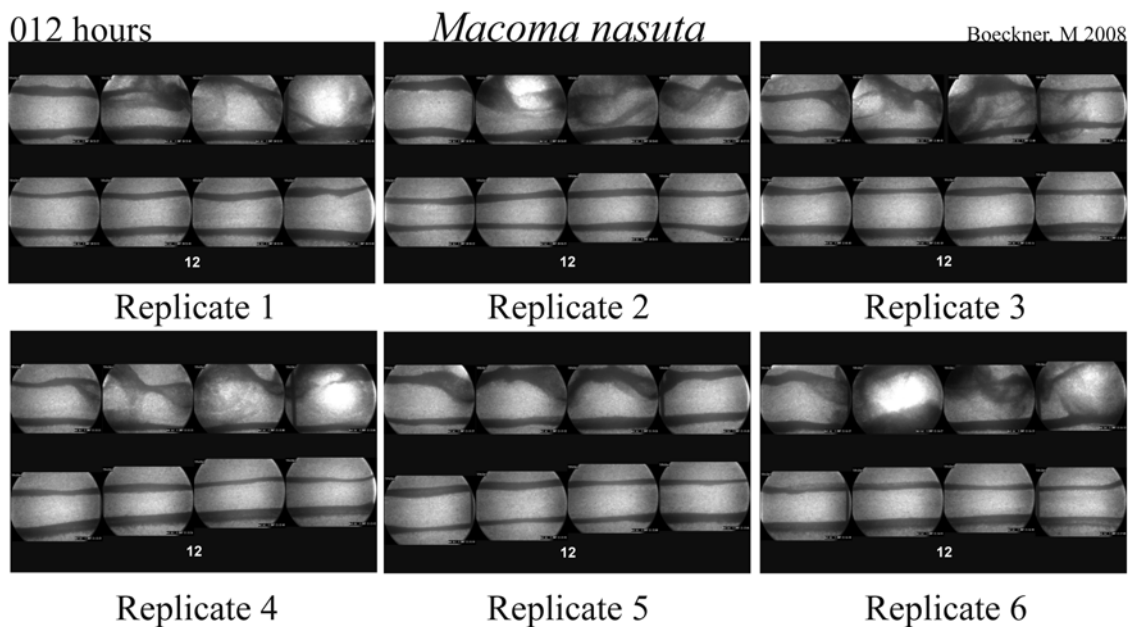 012 hours
Macoma nasuta
Boeckner, M 2008
12
12
12
Replicate 1
Replicate 2
Replicate 3
12
12
12
Replicate 4
Replicate 5
Replicate 6